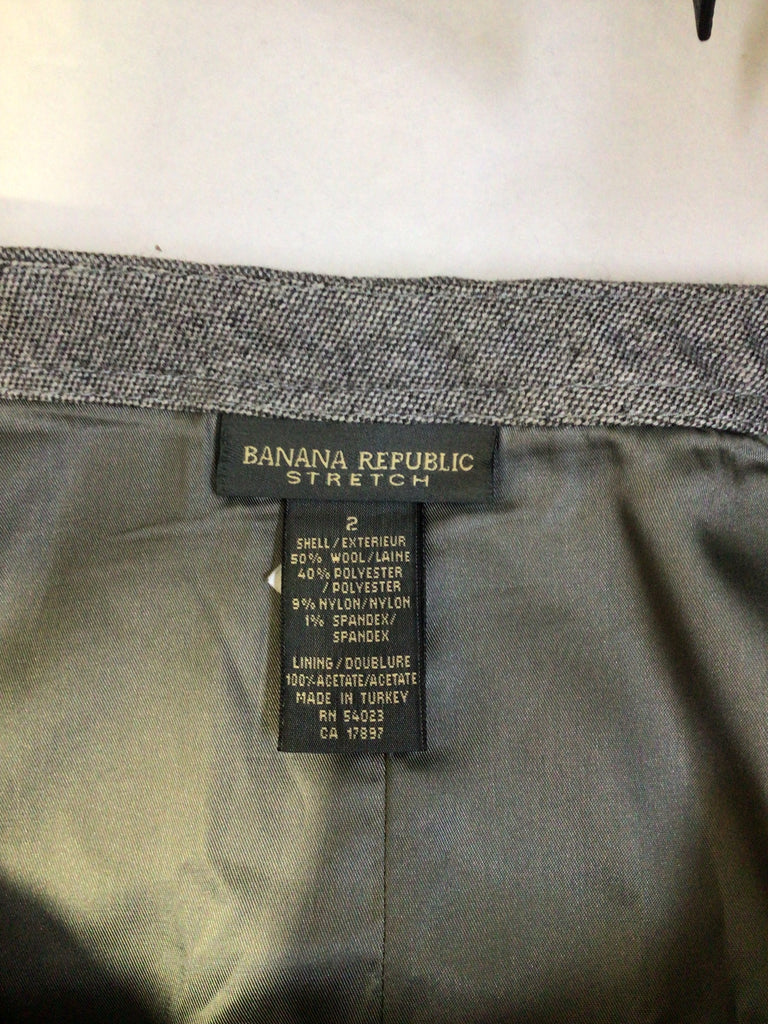 BANANA REPUBLIC
STRETCH
2
SHELL/EXTERIEUR
50% WOOL/LAINE
40% POLYESTER
/POLYESTER
9% NYLON/NYLON
1% SPANDEX/
SPANDEX
LINING/DOUBLURE
100% ACETATE/ACETATE
MADE IN TURKEY
RN 54023
CA 17897